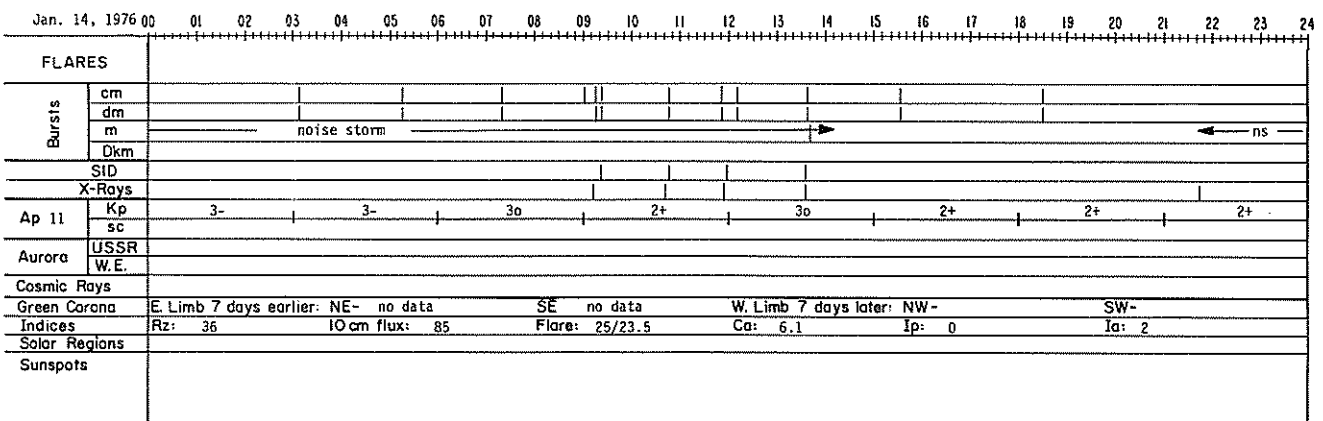 Jan. 14, 1976 00 01 02 03 04 05 06 07 08 09 10 11 12 13 14 15 16 17 18 19 20 21 22 23 24
FLARES
Bursts
cm
dm
m noise storm ns
Dkm
SID
X-Rays
Ap 11
Kp 3- 3- 3o 2+ 3o 2+ 2+ 2+
sc
Aurora
USSR
W.E.
Cosmic Rays
Green Corona E. Limb 7 days earlier: NE- no data SE no data W. Limb 7 days later: NW- SW-
Indices Rz: 36 10cm flux: 85 Flare: 25/23.5 Ca: 6.1 Ip: 0 Ia: 2
Solar Regions
Sunspots